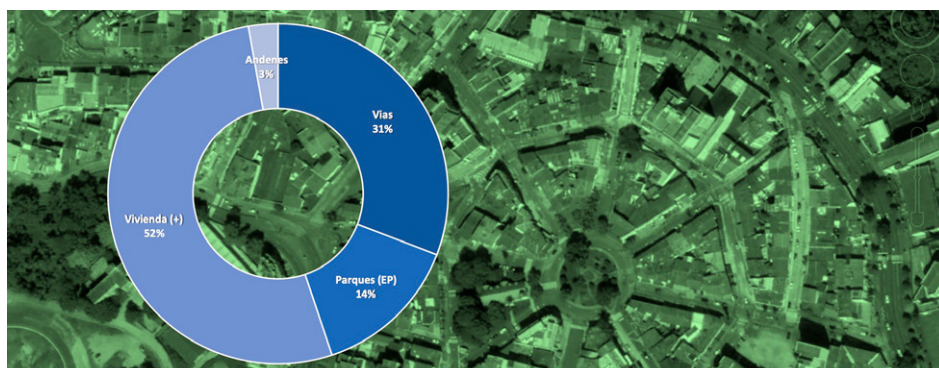 Andenes
3%
Vias
31%
Vivienda (+)
52%
Parques (EP)
14%